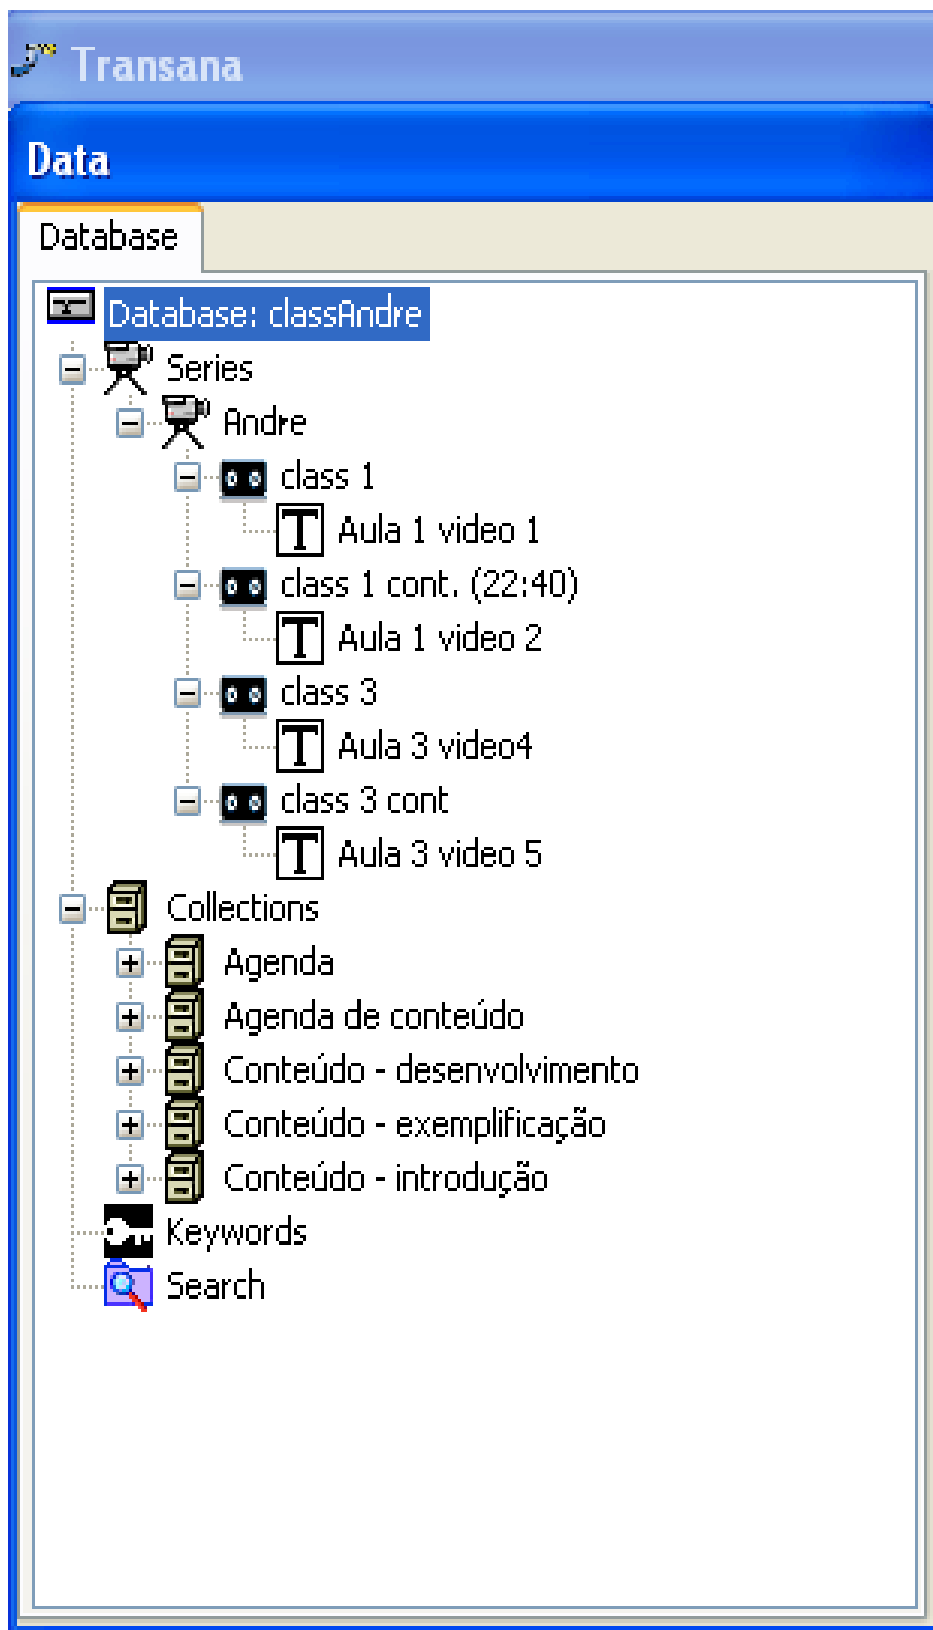 Transana
Data
Database
Database: classAndre
Series
Andre
class 1
T Aula 1 video 1
class 1 cont. (22:40)
T Aula 1 video 2
class 3
T Aula 3 video4
class 3 cont
T Aula 3 video 5
Collections
Agenda
Agenda de conteúdo
Conteúdo - desenvolvimento
Conteúdo - exemplificação
Conteúdo - introdução
Keywords
Search